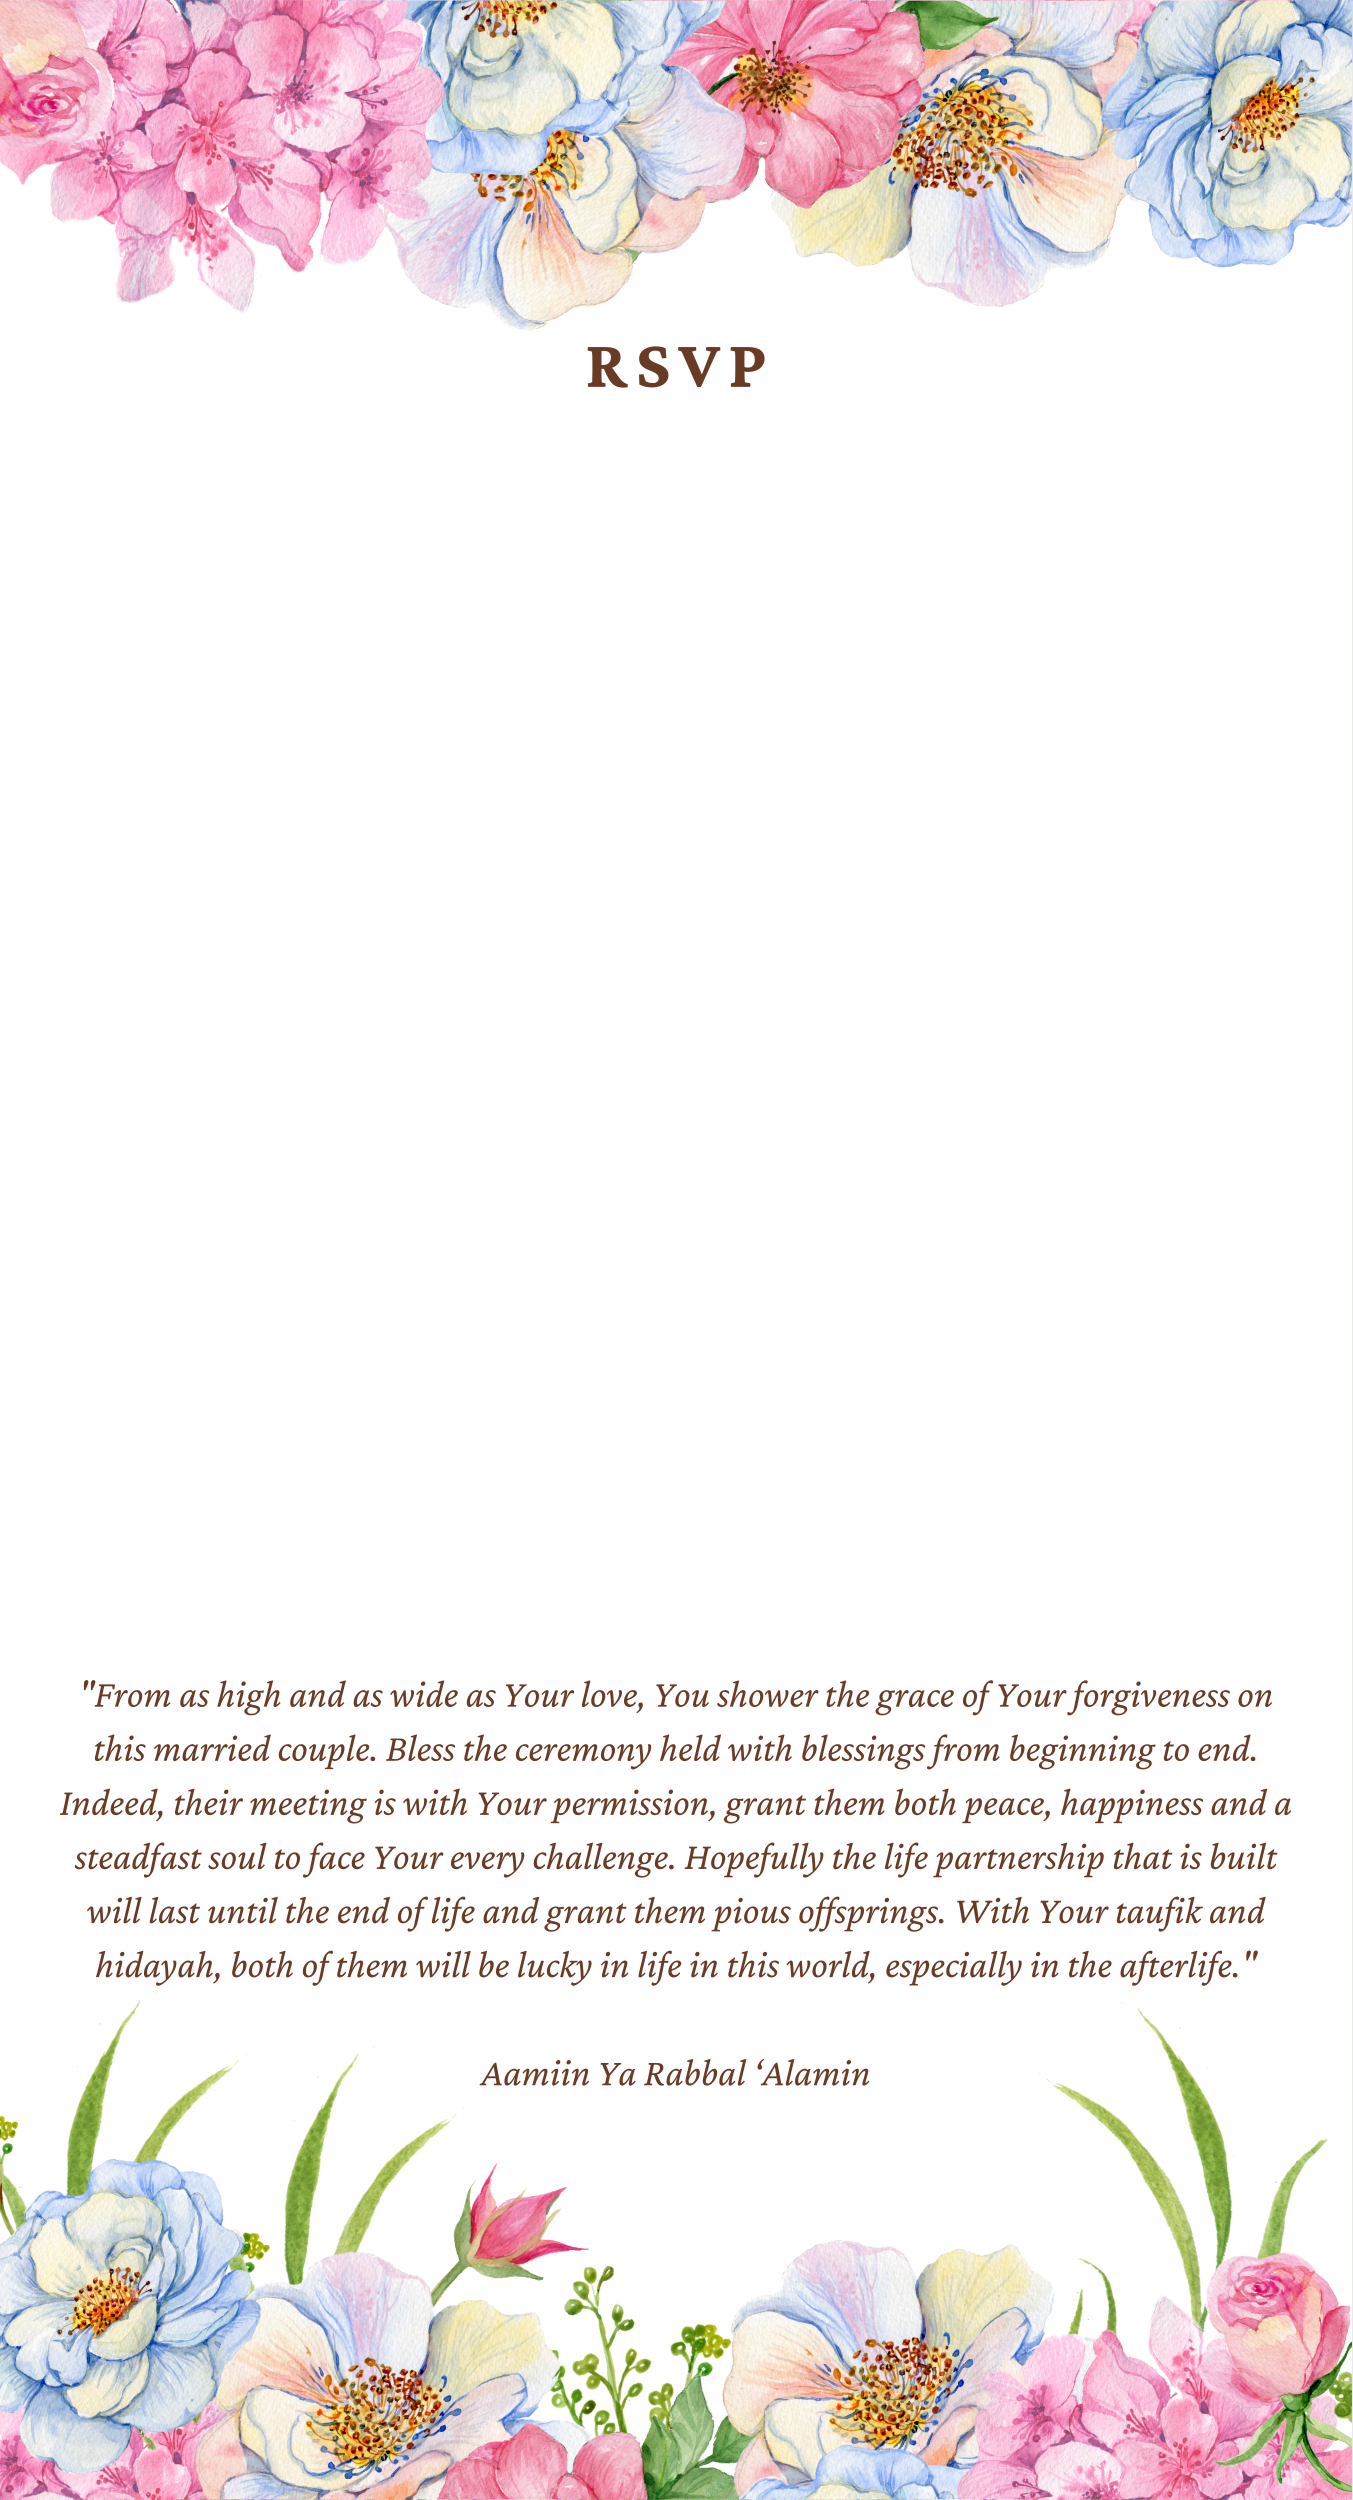 RSVP
"From as high and as wide as Your love, You shower the grace of Your forgiveness on
this married couple. Bless the ceremony held with blessings from beginning to end.
Indeed, their meeting is with Your permission, grant them both peace, happiness and a
steadfast soul to face Your every challenge. Hopefully the life partnership that is built
will last until the end of life and grant them pious offsprings. With Your taufik and
hidayah, both of them will be lucky in life in this world, especially in the afterlife."
Aamiin Ya Rabbal ‘Alamin